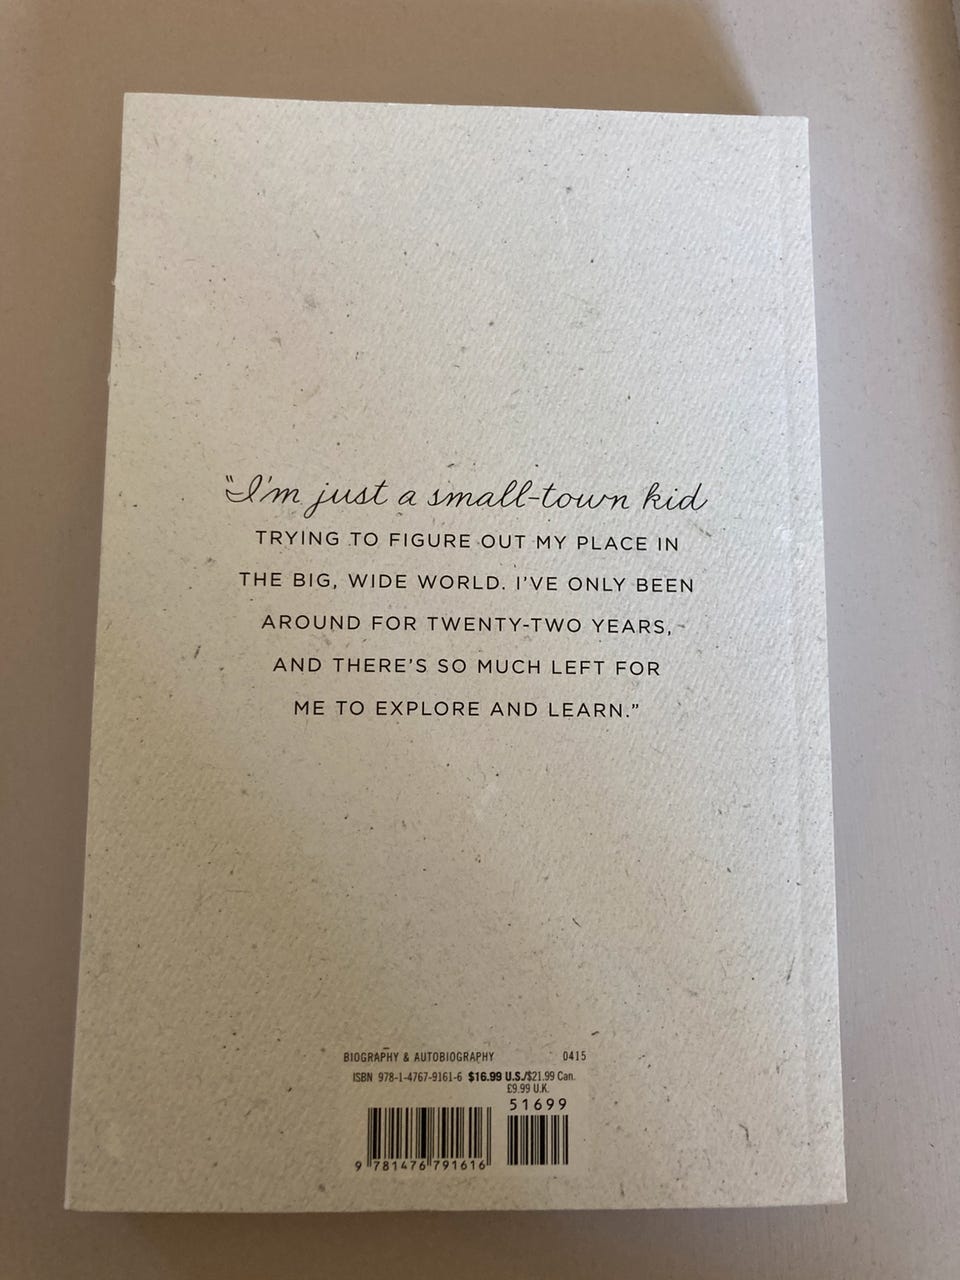 "I'm just a small-town kid
TRYING TO FIGURE OUT MY PLACE IN
THE BIG, WIDE WORLD. I'VE ONLY BEEN
AROUND FOR TWENTY-TWO YEARS,
AND THERE'S SO MUCH LEFT FOR
ME TO EXPLORE AND LEARN."
BIOGRAPHY & AUTOBIOGRAPHY 0415
ISBN 978-1-4767-9161-6 $16.99 U.S./$21.99 Can.
£9.99 U.K.
51699
9 781476 791616